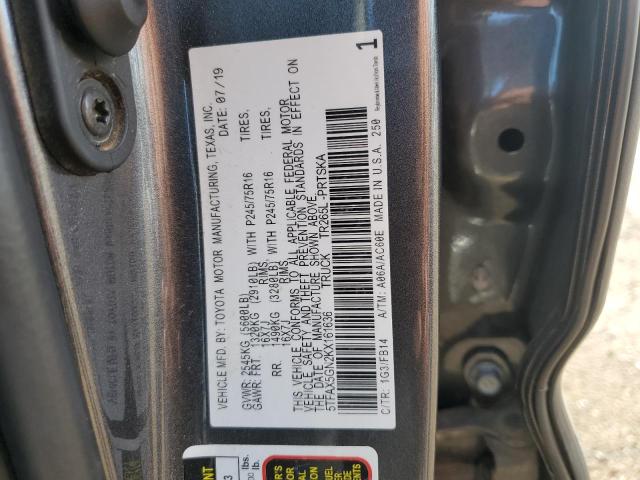 VEHICLE MFD BY: TOYOTA MOTOR MANUFACTURING, TEXAS, INC.
DATE: 07/19
GVWR: 2545KG (5600LB)
GAWR: FRT. 1320KG (2910LB) WITH P245/75R16 TIRES,
16X7J RIMS.
RR. 1490KG (3280LB) WITH P245/75R16 TIRES,
16X7J RIMS.
THIS VEHICLE CONFORMS TO ALL APPLICABLE FEDERAL MOTOR
VEHICLE SAFETY AND THEFT PREVENTION STANDARDS IN EFFECT ON
THE DATE OF MANUFACTURE SHOWN ABOVE.
5TFAX5GN2KX161636 TRUCK TR26SL-PRTSKA
C/TR: 1G3/FB14 A/TM: A06A/AC60E MADE IN U.S.A. 250
1
lbs.
lb.